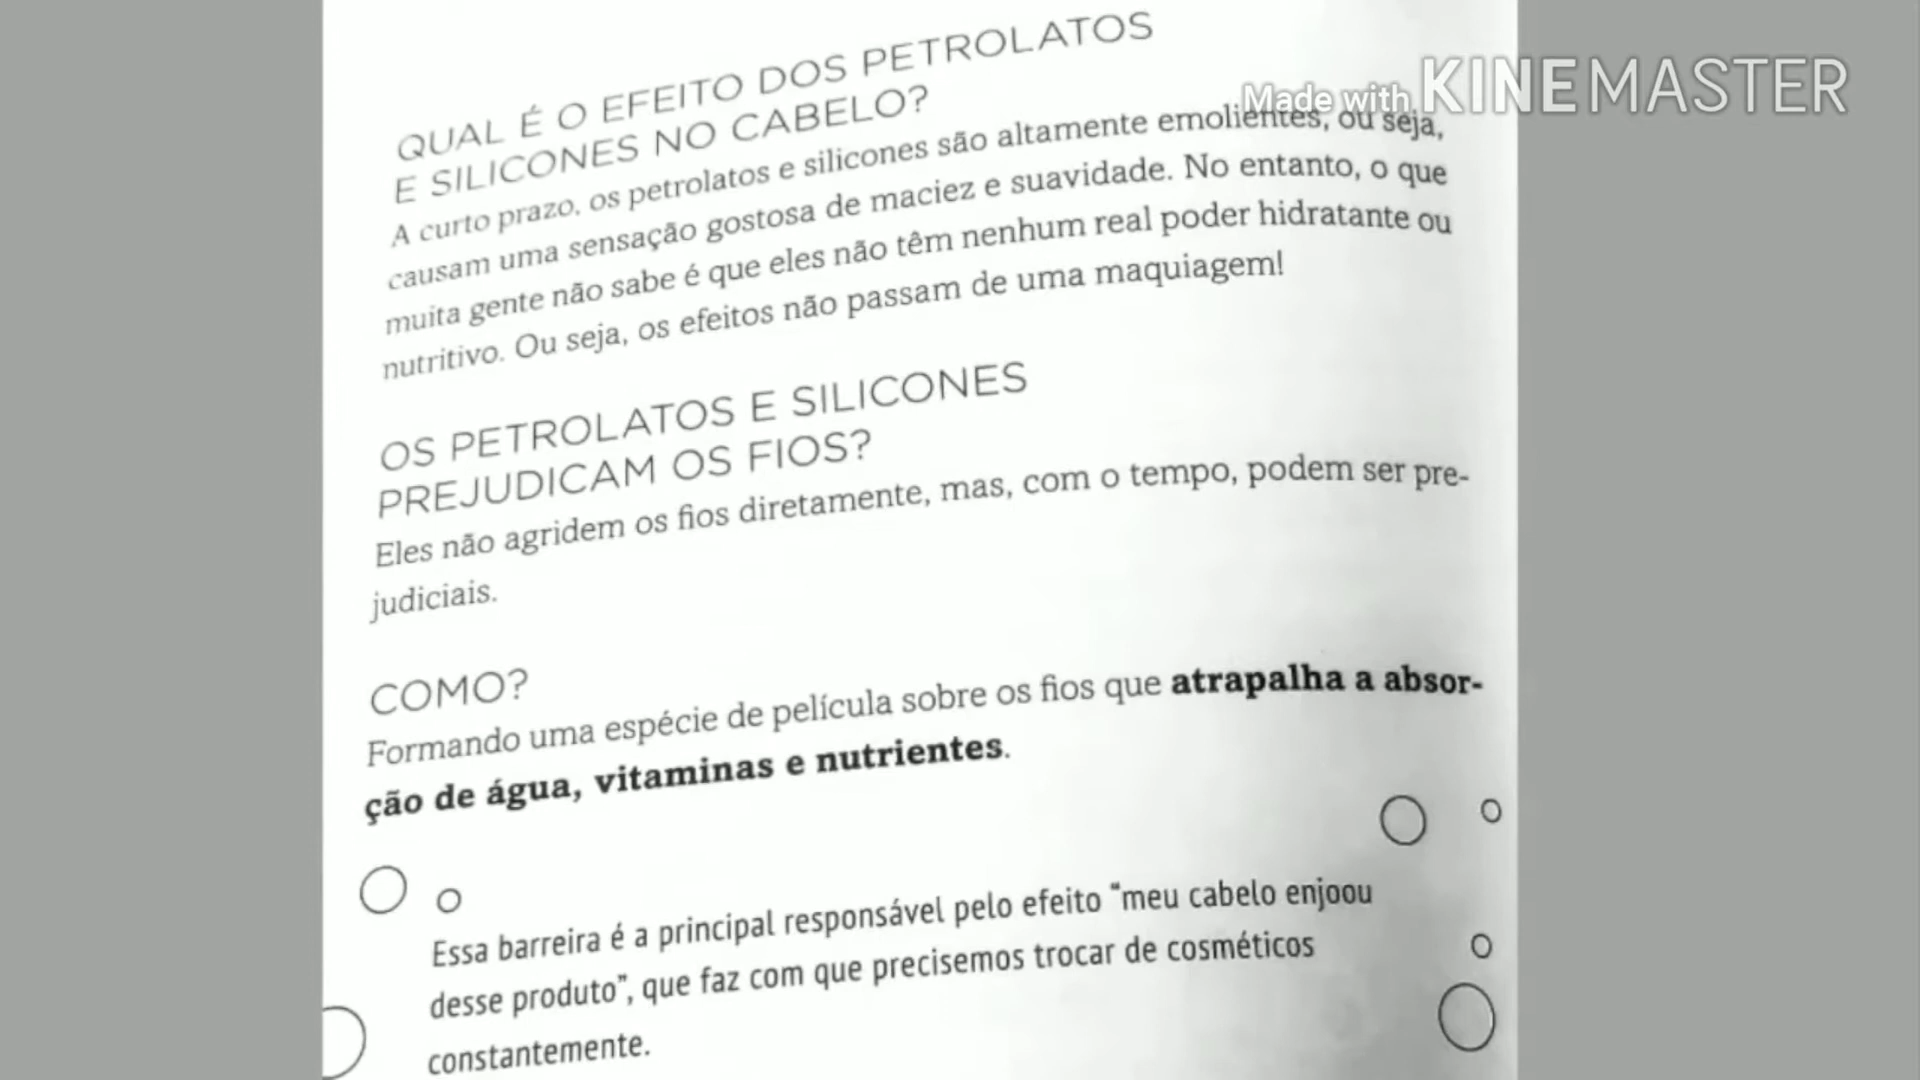 Made with KINEMASTER
QUAL É O EFEITO DOS PETROLATOS
E SILICONES NO CABELO?
A curto prazo, os petrolatos e silicones são altamente emolientes, ou seja,
causam uma sensação gostosa de maciez e suavidade. No entanto, o que
muita gente não sabe é que eles não têm nenhum real poder hidratante ou
nutritivo. Ou seja, os efeitos não passam de uma maquiagem!
OS PETROLATOS E SILICONES
PREJUDICAM OS FIOS?
Eles não agridem os fios diretamente, mas, com o tempo, podem ser pre-
judiciais.
COMO?
Formando uma espécie de película sobre os fios que atrapalha a absor-
ção de água, vitaminas e nutrientes.
Essa barreira é a principal responsável pelo efeito “meu cabelo enjoou
desse produto”, que faz com que precisemos trocar de cosméticos
constantemente.